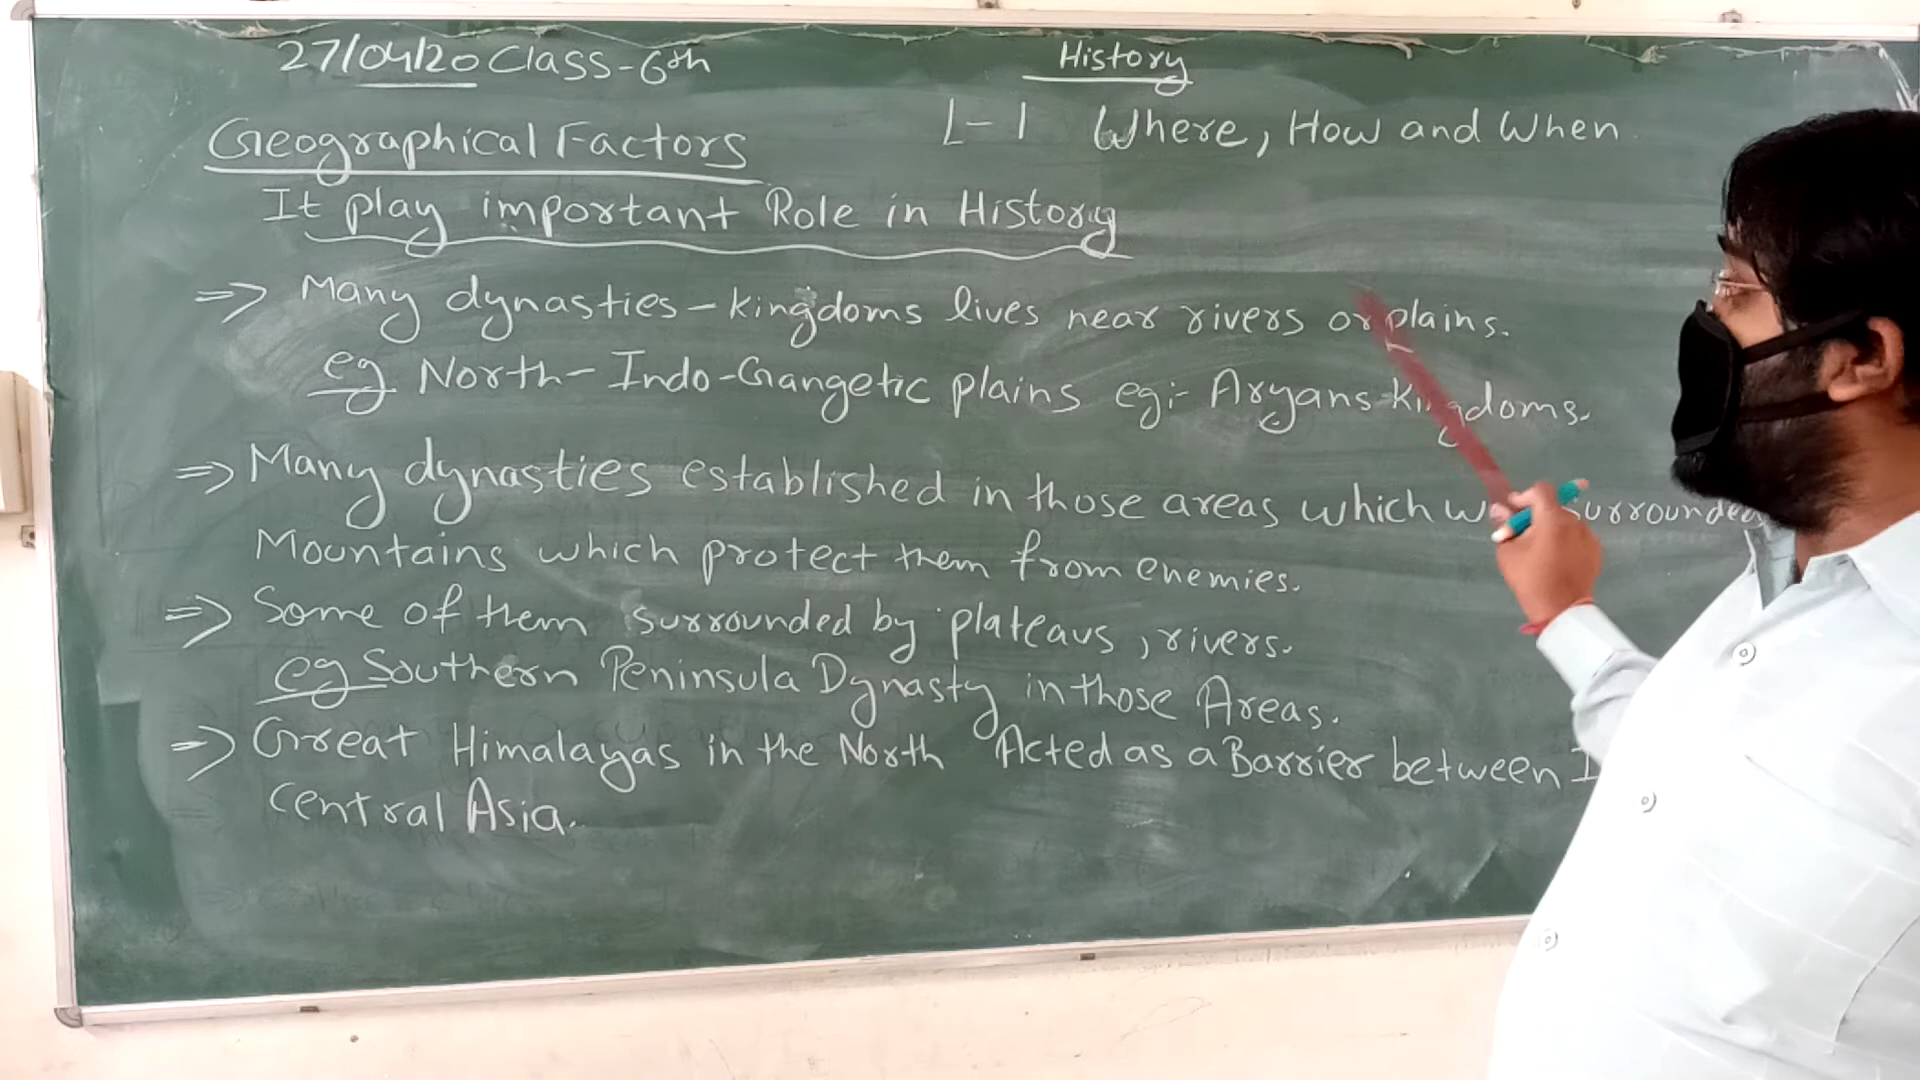 27/04/20 Class-6th
History
L-1 Where, How and When
Geographical Factors
It play important Role in History
=> Many dynasties - kingdoms lives near rivers or plains.
eg North - Indo-Gangetic plains eg:- Aryans-Kingdoms.
=> Many dynasties established in those areas which surrounded
Mountains which protect them from enemies.
=> Some of them surrounded by plateaus, rivers.
eg Southern Peninsula Dynasty in those Areas.
=> Great Himalayas in the North Acted as a Barrier between
Central Asia.